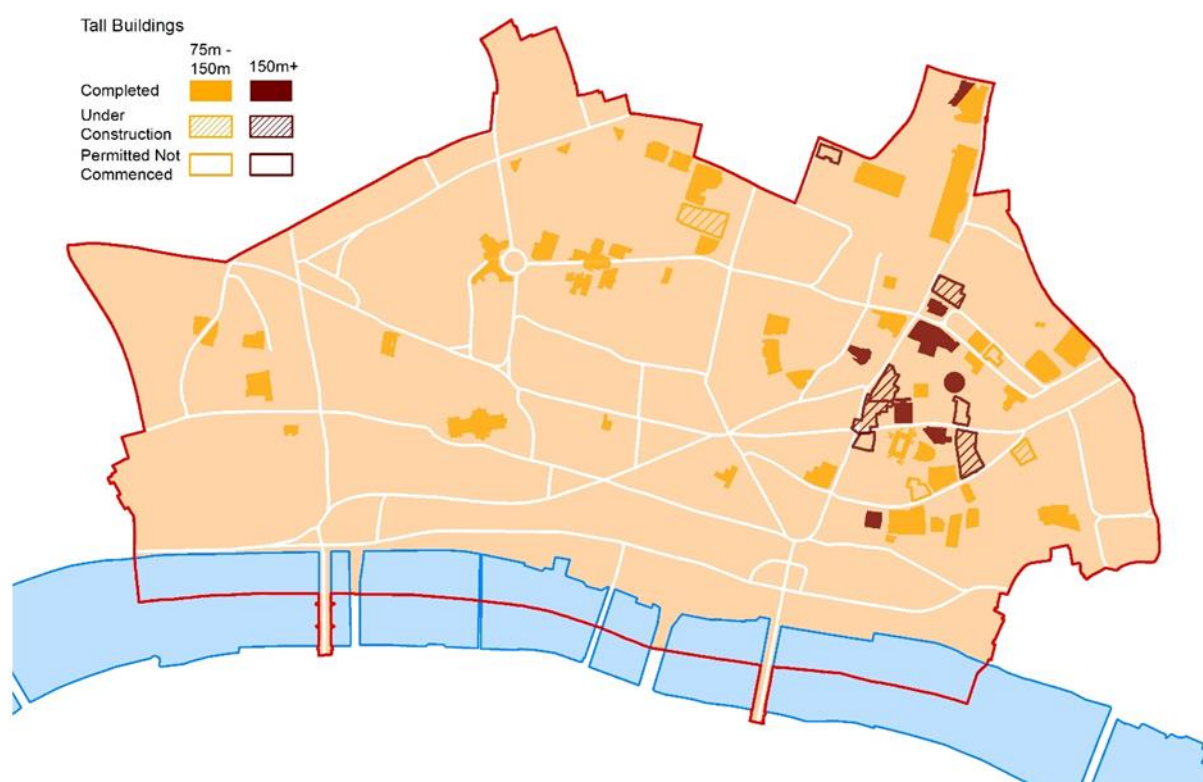 Tall Buildings
75m -
150m
150m+
Completed
Under
Construction
Permitted Not
Commenced